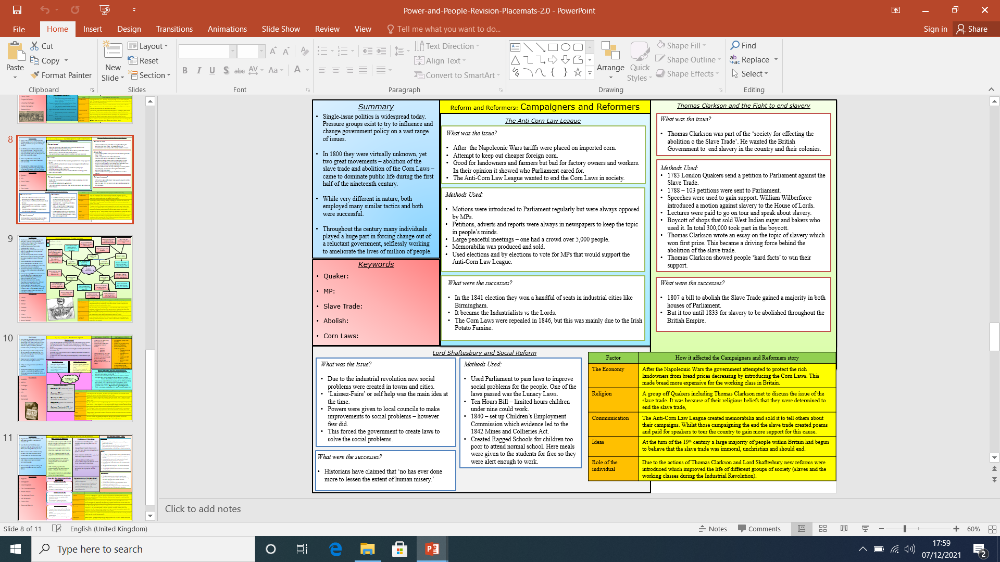 Power-and-People-Revision-Placemats-2.0 - PowerPoint
File
Home
Insert
Design
Transitions
Animations
Slide Show
Review
View
Tell me what you want to do...
Sign in
Share
Paste
Cut
Copy
Format Painter
Clipboard
New
Slide
Layout
Reset
Section
Slides
Font
Text Direction
Align Text
Convert to SmartArt
Paragraph
Arrange
Quick
Styles
Shape Fill
Shape Outline
Shape Effects
Drawing
Find
Replace
Select
Editing
8
9
10
11
Summary
• Single-issue politics is widespread today.
Pressure groups exist to try to influence and
change government policy on a vast range
of issues.
• In 1800 they were virtually unknown, yet
two great movements – abolition of the
slave trade and abolition of the Corn Laws –
came to dominate public life during the first
half of the nineteenth century.
• While very different in nature, both
employed many similar tactics and both
were successful.
• Throughout the century many individuals
played a huge part in forcing change out of
a reluctant government, selflessly working
to ameliorate the lives of million of people.
Keywords
• Quaker:
• MP:
• Slave Trade:
• Abolish:
• Corn Laws:
Reform and Reformers: Campaigners and Reformers
The Anti Corn Law League
What was the issue?
• After the Napoleonic Wars tariffs were placed on imported corn.
• Attempt to keep out cheaper foreign corn.
• Good for landowners and farmers but bad for factory owners and workers.
In their opinion it showed who Parliament cared for.
• The Anti-Corn Law League wanted to end the Corn Laws in society.
Methods Used:
• Motions were introduced to Parliament regularly but were always opposed
by MPs.
• Petitions, adverts and reports were always in newspapers to keep the topic
in people's minds.
• Large peaceful meetings – one had a crowd over 5,000 people.
• Memorabilia was produced and sold.
• Used elections and by elections to vote for MPs that would support the
Anti-Corn Law League.
What were the successes?
• In the 1841 election they won a handful of seats in industrial cities like
Birmingham.
• It became the Industrialists vs the Lords.
• The Corn Laws were repealed in 1846, but this was mainly due to the Irish
Potato Famine.
Thomas Clarkson and the Fight to end slavery
What was the issue?
• Thomas Clarkson was part of the ‘society for effecting the
abolition o the Slave Trade’. He wanted the British
Government to end slavery in the country and their colonies.
Methods Used:
• 1783 London Quakers send a petition to Parliament against the
Slave Trade.
• 1788 – 103 petitions were sent to Parliament.
• Speeches were used to gain support. William Wilberforce
introduced a motion against slavery to the House of Lords.
• Lectures were paid to go on tour and speak about slavery.
• Boycott of shops that sold West Indian sugar and bakers who
used it. In total 300,000 took part in the boycott.
• Thomas Clarkson wrote an essay on the topic of slavery which
won first prize. This became a driving force behind the
abolition of the slave trade.
• Thomas Clarkson showed people ‘hard facts’ to win their
support.
What were the successes?
• 1807 a bill to abolish the Slave Trade gained a majority in both
houses of Parliament.
• But it too until 1833 for slavery to be abolished throughout the
British Empire.
Lord Shaftesbury and Social Reform
What was the issue?
• Due to the industrial revolution new social
problems were created in towns and cities.
• ‘Laissez-Faire’ or self help was the main idea at
the time.
• Powers were given to local councils to make
improvements to social problems – however
few did.
• This forced the government to create laws to
solve the social problems.
What were the successes?
• Historians have claimed that ‘no has ever done
more to lessen the extent of human misery.’
Methods Used:
• Used Parliament to pass laws to improve
social problems for the people. One of the
laws passed was the Lunacy Laws.
• Ten Hours Bill – limited hours children
under nine could work.
• 1840 – set up Children’s Employment
Commission which evidence led to the
1842 Mines and Collieries Act.
• Created Ragged Schools for children too
poor to attend normal school. Here meals
were given to the students for free so they
were alert enough to work.
Factor
How it affected the Campaigners and Reformers story
The Economy
After the Napoleonic Wars the government attempted to protect the rich
landowners from bread prices decreasing by introducing the Corn Laws. This
made bread more expensive for the working class in Britain.
Religion
A group off Quakers including Thomas Clarkson met to discuss the issue of the
slave trade. It was because of their religious beliefs that they were determined to
end the slave trade,
Communication
The Anti-Corn Law League created memorabilia and sold it to tell others about
their campaigns. Whilst those campaigning the end the slave trade created poems
and paid for speakers to tour the country to gain more support for this cause.
Ideas
At the turn of the 19th century a large majority of people within Britain had begun
to believe that the slave trade was immoral, unchristian and should end.
Role of the
individual
Due to the actions of Thomas Clarkson and Lord Shaftesbury new reforms were
introduced which improved the life of different groups of society (slaves and the
working classes during the Industrial Revolution).
Click to add notes
Slide 8 of 11
English (United Kingdom)
Notes
Comments
60%
Type here to search
17:59
07/12/2021
2